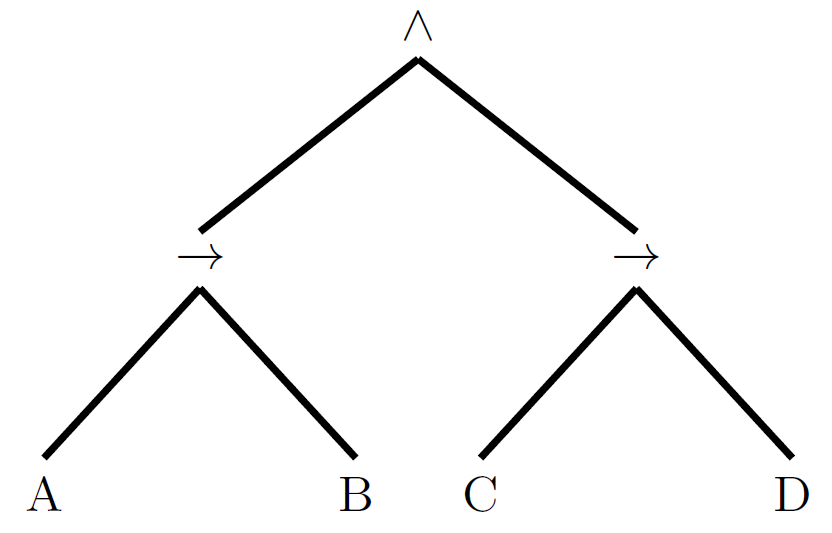 ∧
→ →
A B C D